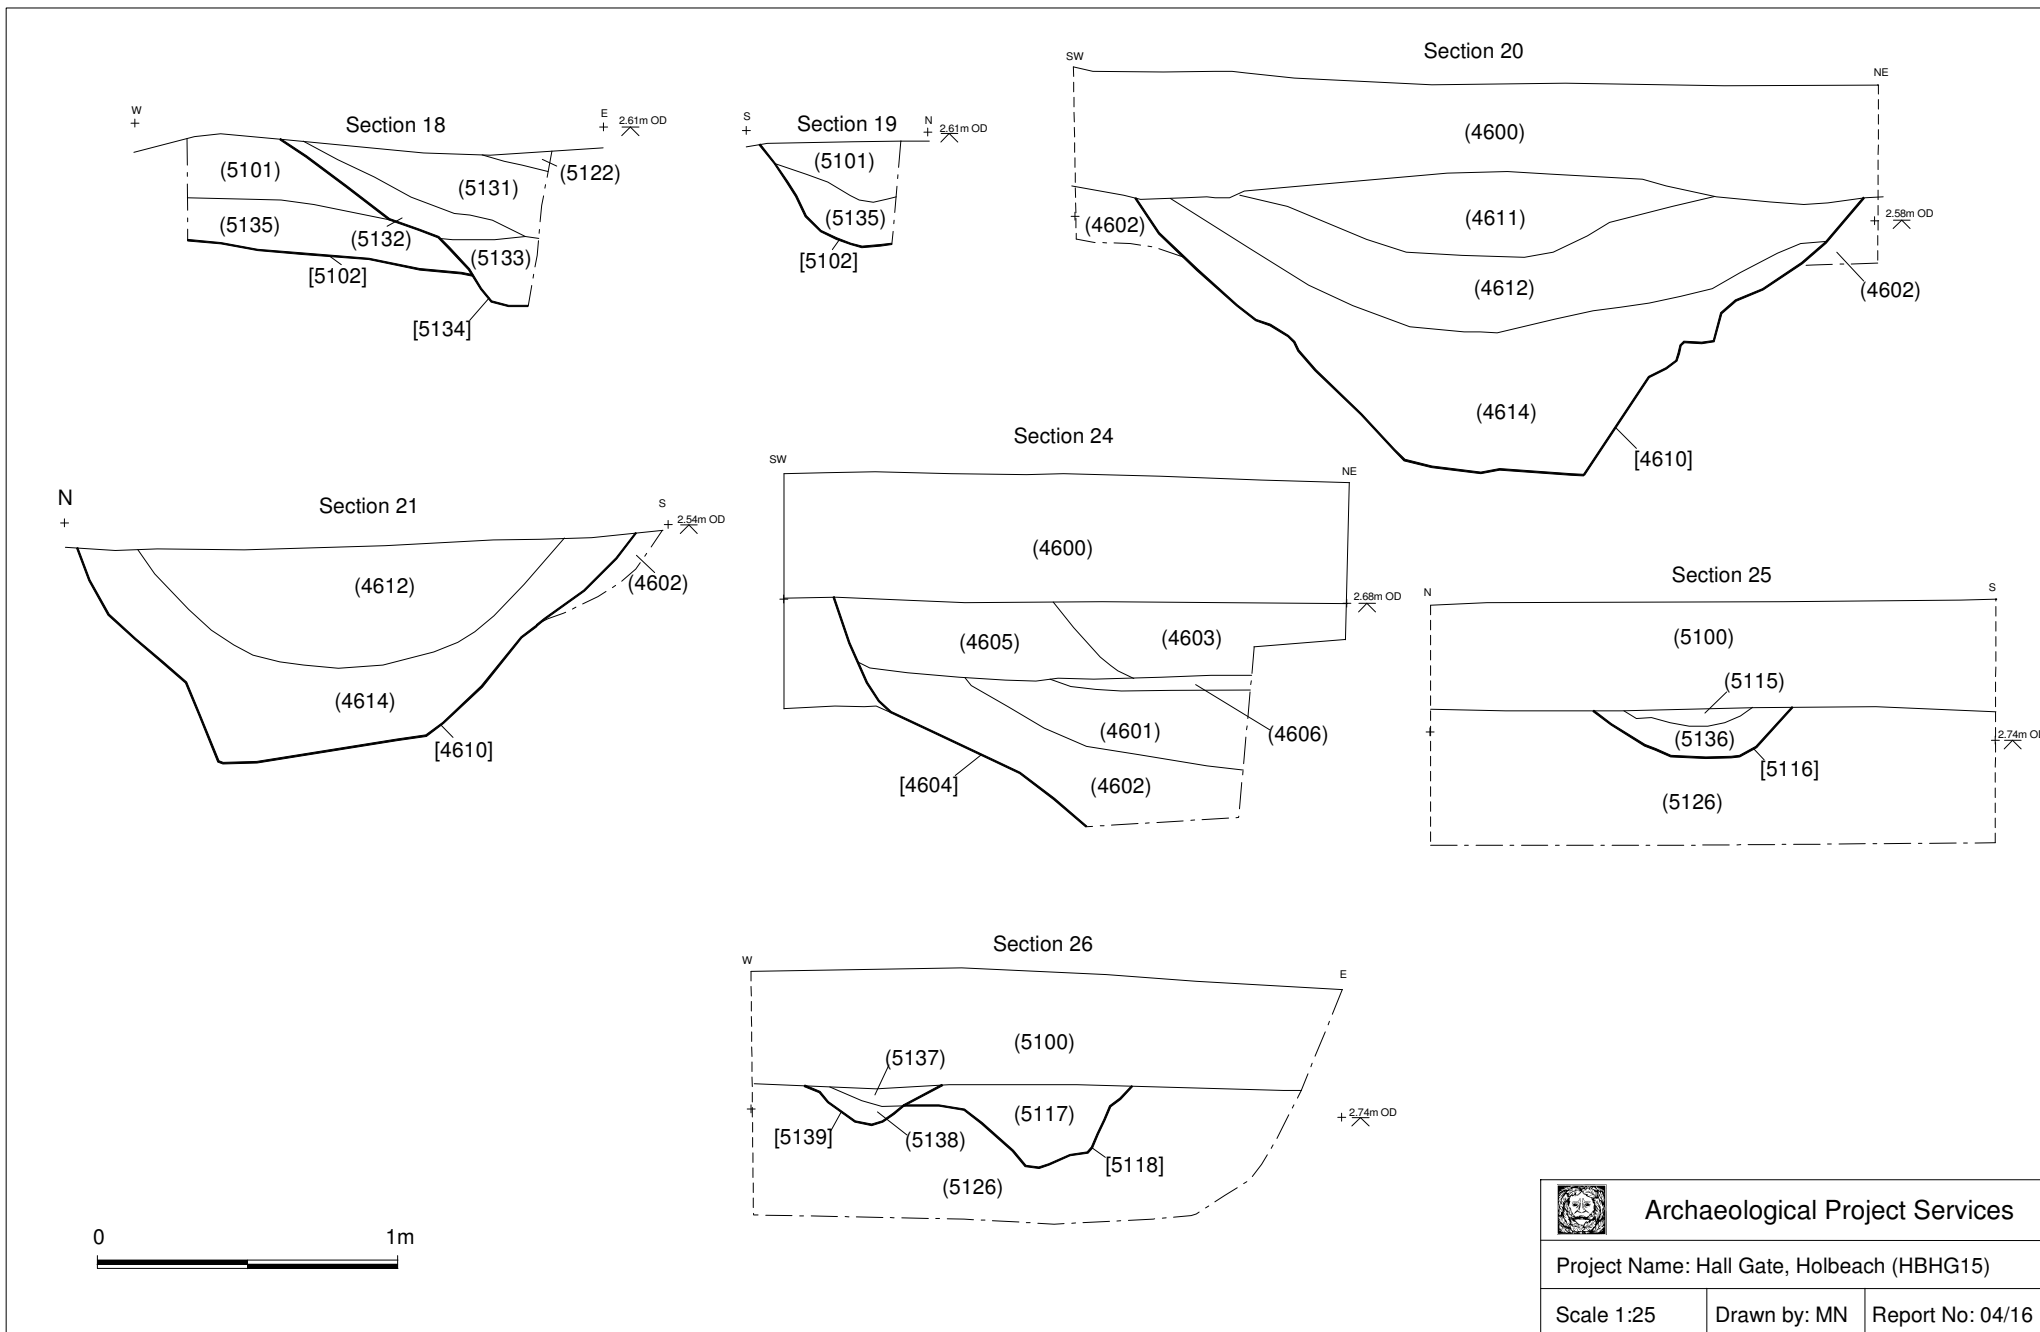 Section 18
W
E
2.61m OD
(5101)
(5131)
(5122)
(5135)
(5132)
(5133)
[5102]
[5134]
Section 19
S
N
2.61m OD
(5101)
(5135)
[5102]
Section 20
SW
NE
(4600)
(4602)
(4611)
2.58m OD
(4612)
(4602)
(4614)
[4610]
Section 21
N
S
2.54m OD
(4612)
(4602)
(4614)
[4610]
Section 24
SW
NE
(4600)
2.68m OD
(4605)
(4603)
(4601)
(4606)
[4604]
(4602)
Section 25
N
S
(5100)
(5115)
(5136)
2.74m OD
[5116]
(5126)
Section 26
W
E
(5100)
(5137)
(5117)
2.74m OD
[5139]
(5138)
[5118]
(5126)
0 1m
Archaeological Project Services
Project Name: Hall Gate, Holbeach (HBHG15)
Scale 1:25 Drawn by: MN Report No: 04/16